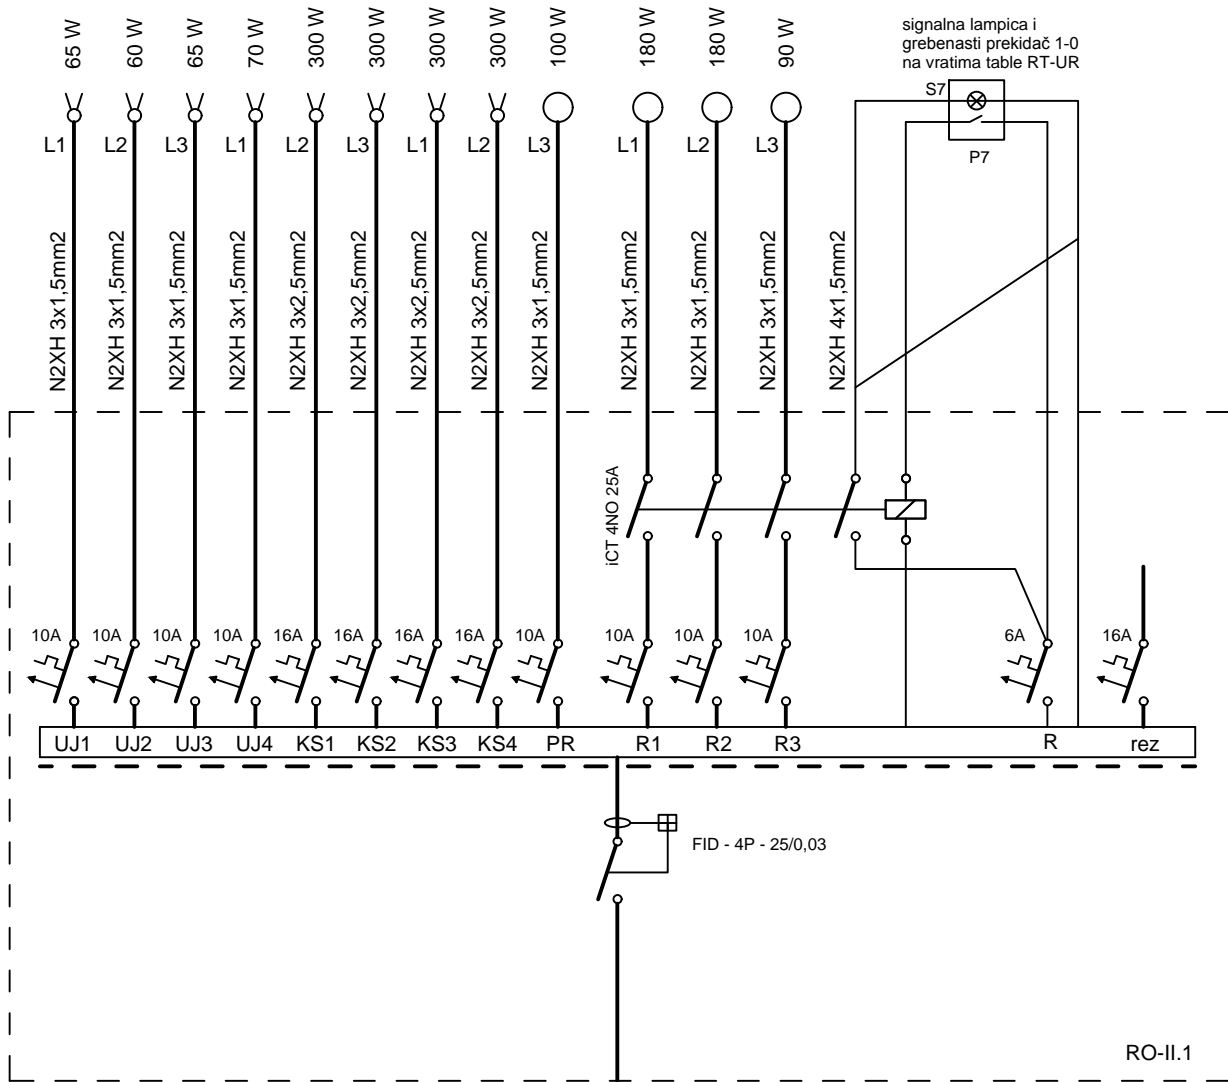 65 W
60 W
65 W
70 W
300 W
300 W
300 W
300 W
100 W
180 W
180 W
90 W
signalna lampica i
grebenasti prekidač 1-0
na vratima table RT-UR
S7
P7
L1
L2
L3
L1
L2
L3
L1
L2
L3
L1
L2
L3
N2XH 3x1,5mm2
N2XH 3x1,5mm2
N2XH 3x1,5mm2
N2XH 3x1,5mm2
N2XH 3x2,5mm2
N2XH 3x2,5mm2
N2XH 3x2,5mm2
N2XH 3x2,5mm2
N2XH 3x1,5mm2
N2XH 3x1,5mm2
N2XH 3x1,5mm2
N2XH 3x1,5mm2
N2XH 4x1,5mm2
iCT 4NO 25A
10A
10A
10A
10A
16A
16A
16A
16A
10A
10A
10A
10A
6A
16A
UJ1
UJ2
UJ3
UJ4
KS1
KS2
KS3
KS4
PR
R1
R2
R3
R
rez
FID - 4P - 25/0,03
RO-II.1